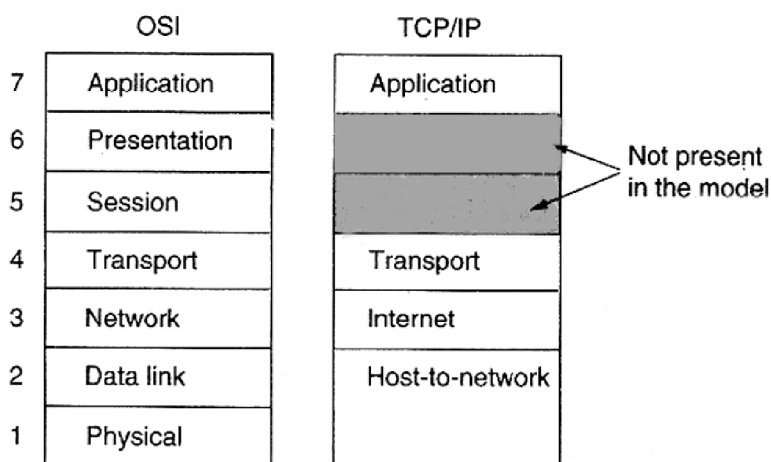 OSI TCP/IP
7 Application Application
6 Presentation
Not present
in the model
5 Session
4 Transport Transport
3 Network Internet
2 Data link Host-to-network
1 Physical